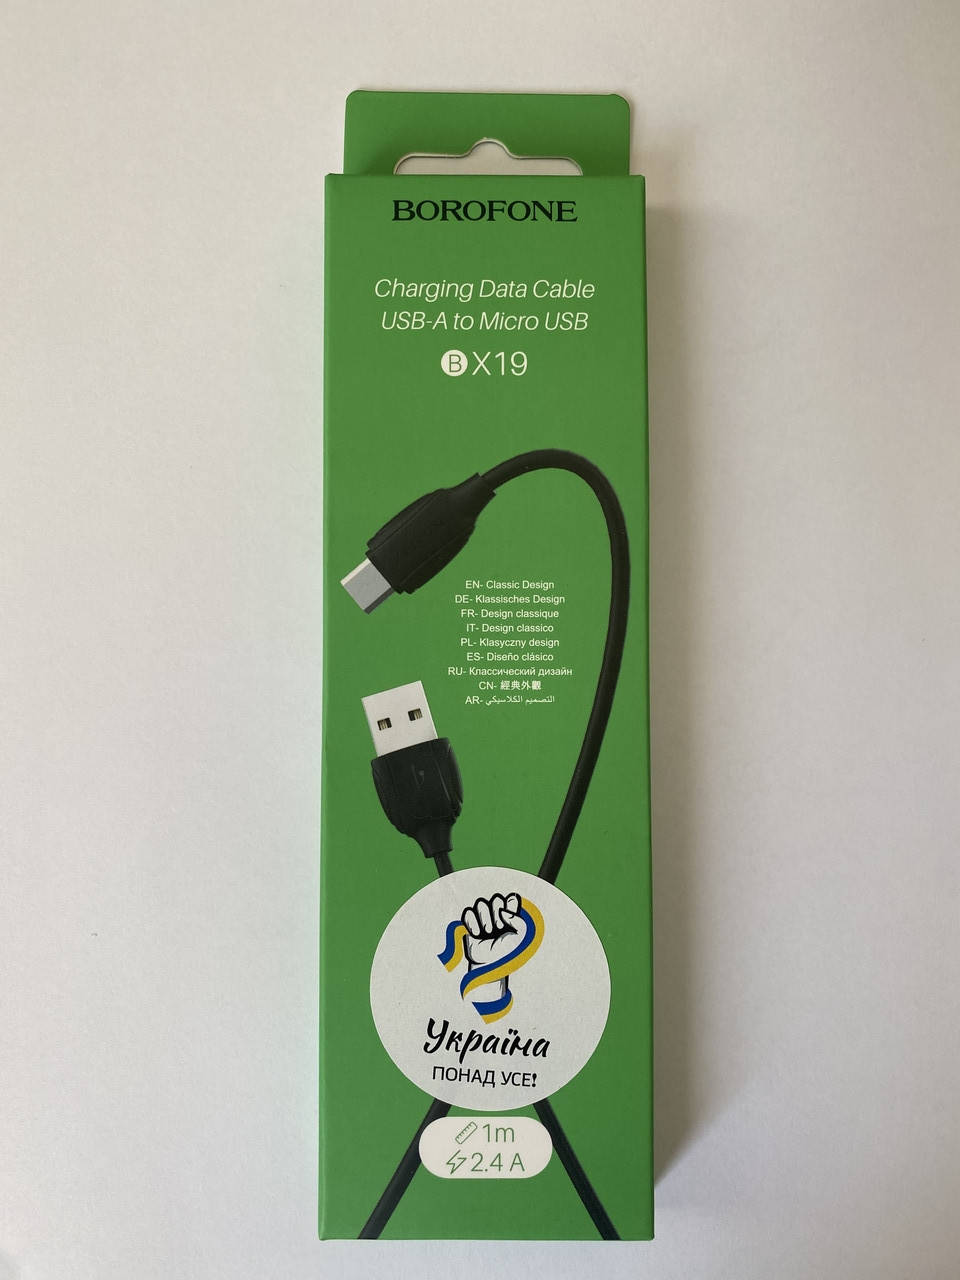 BOROFONE
Charging Data Cable
USB-A to Micro USB
BX19
EN- Classic Design
DE- Klassisches Design
FR- Design classique
IT- Design classico
PL- Klasyczny design
ES- Diseño clásico
RU- Классический дизайн
CN- 經典外觀
AR- التصميم الكلاسيكي
Україна
ПОНАД УСЕ!
1m
2.4 A